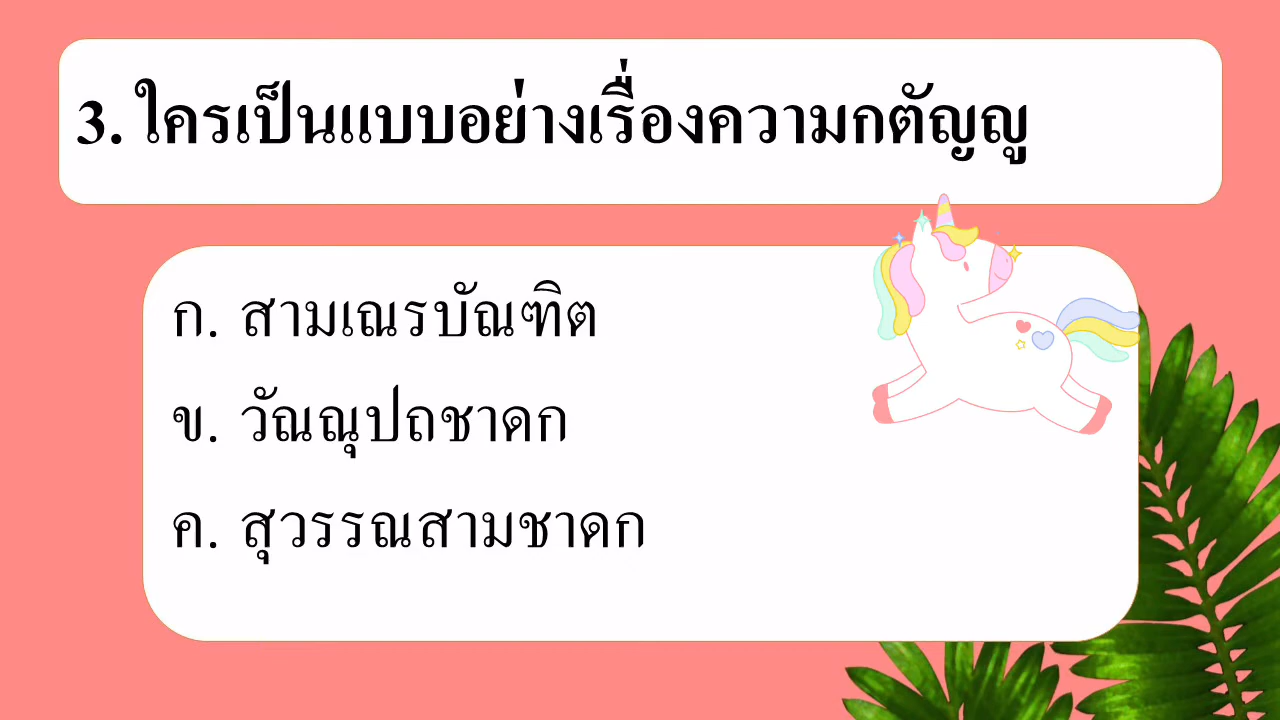 3. ใครเป็นแบบอย่างเรื่องความกตัญญู
ก. สามเณรบัณฑิต
ข. วัณณุปถชาดก
ค. สุวรรณสามชาดก